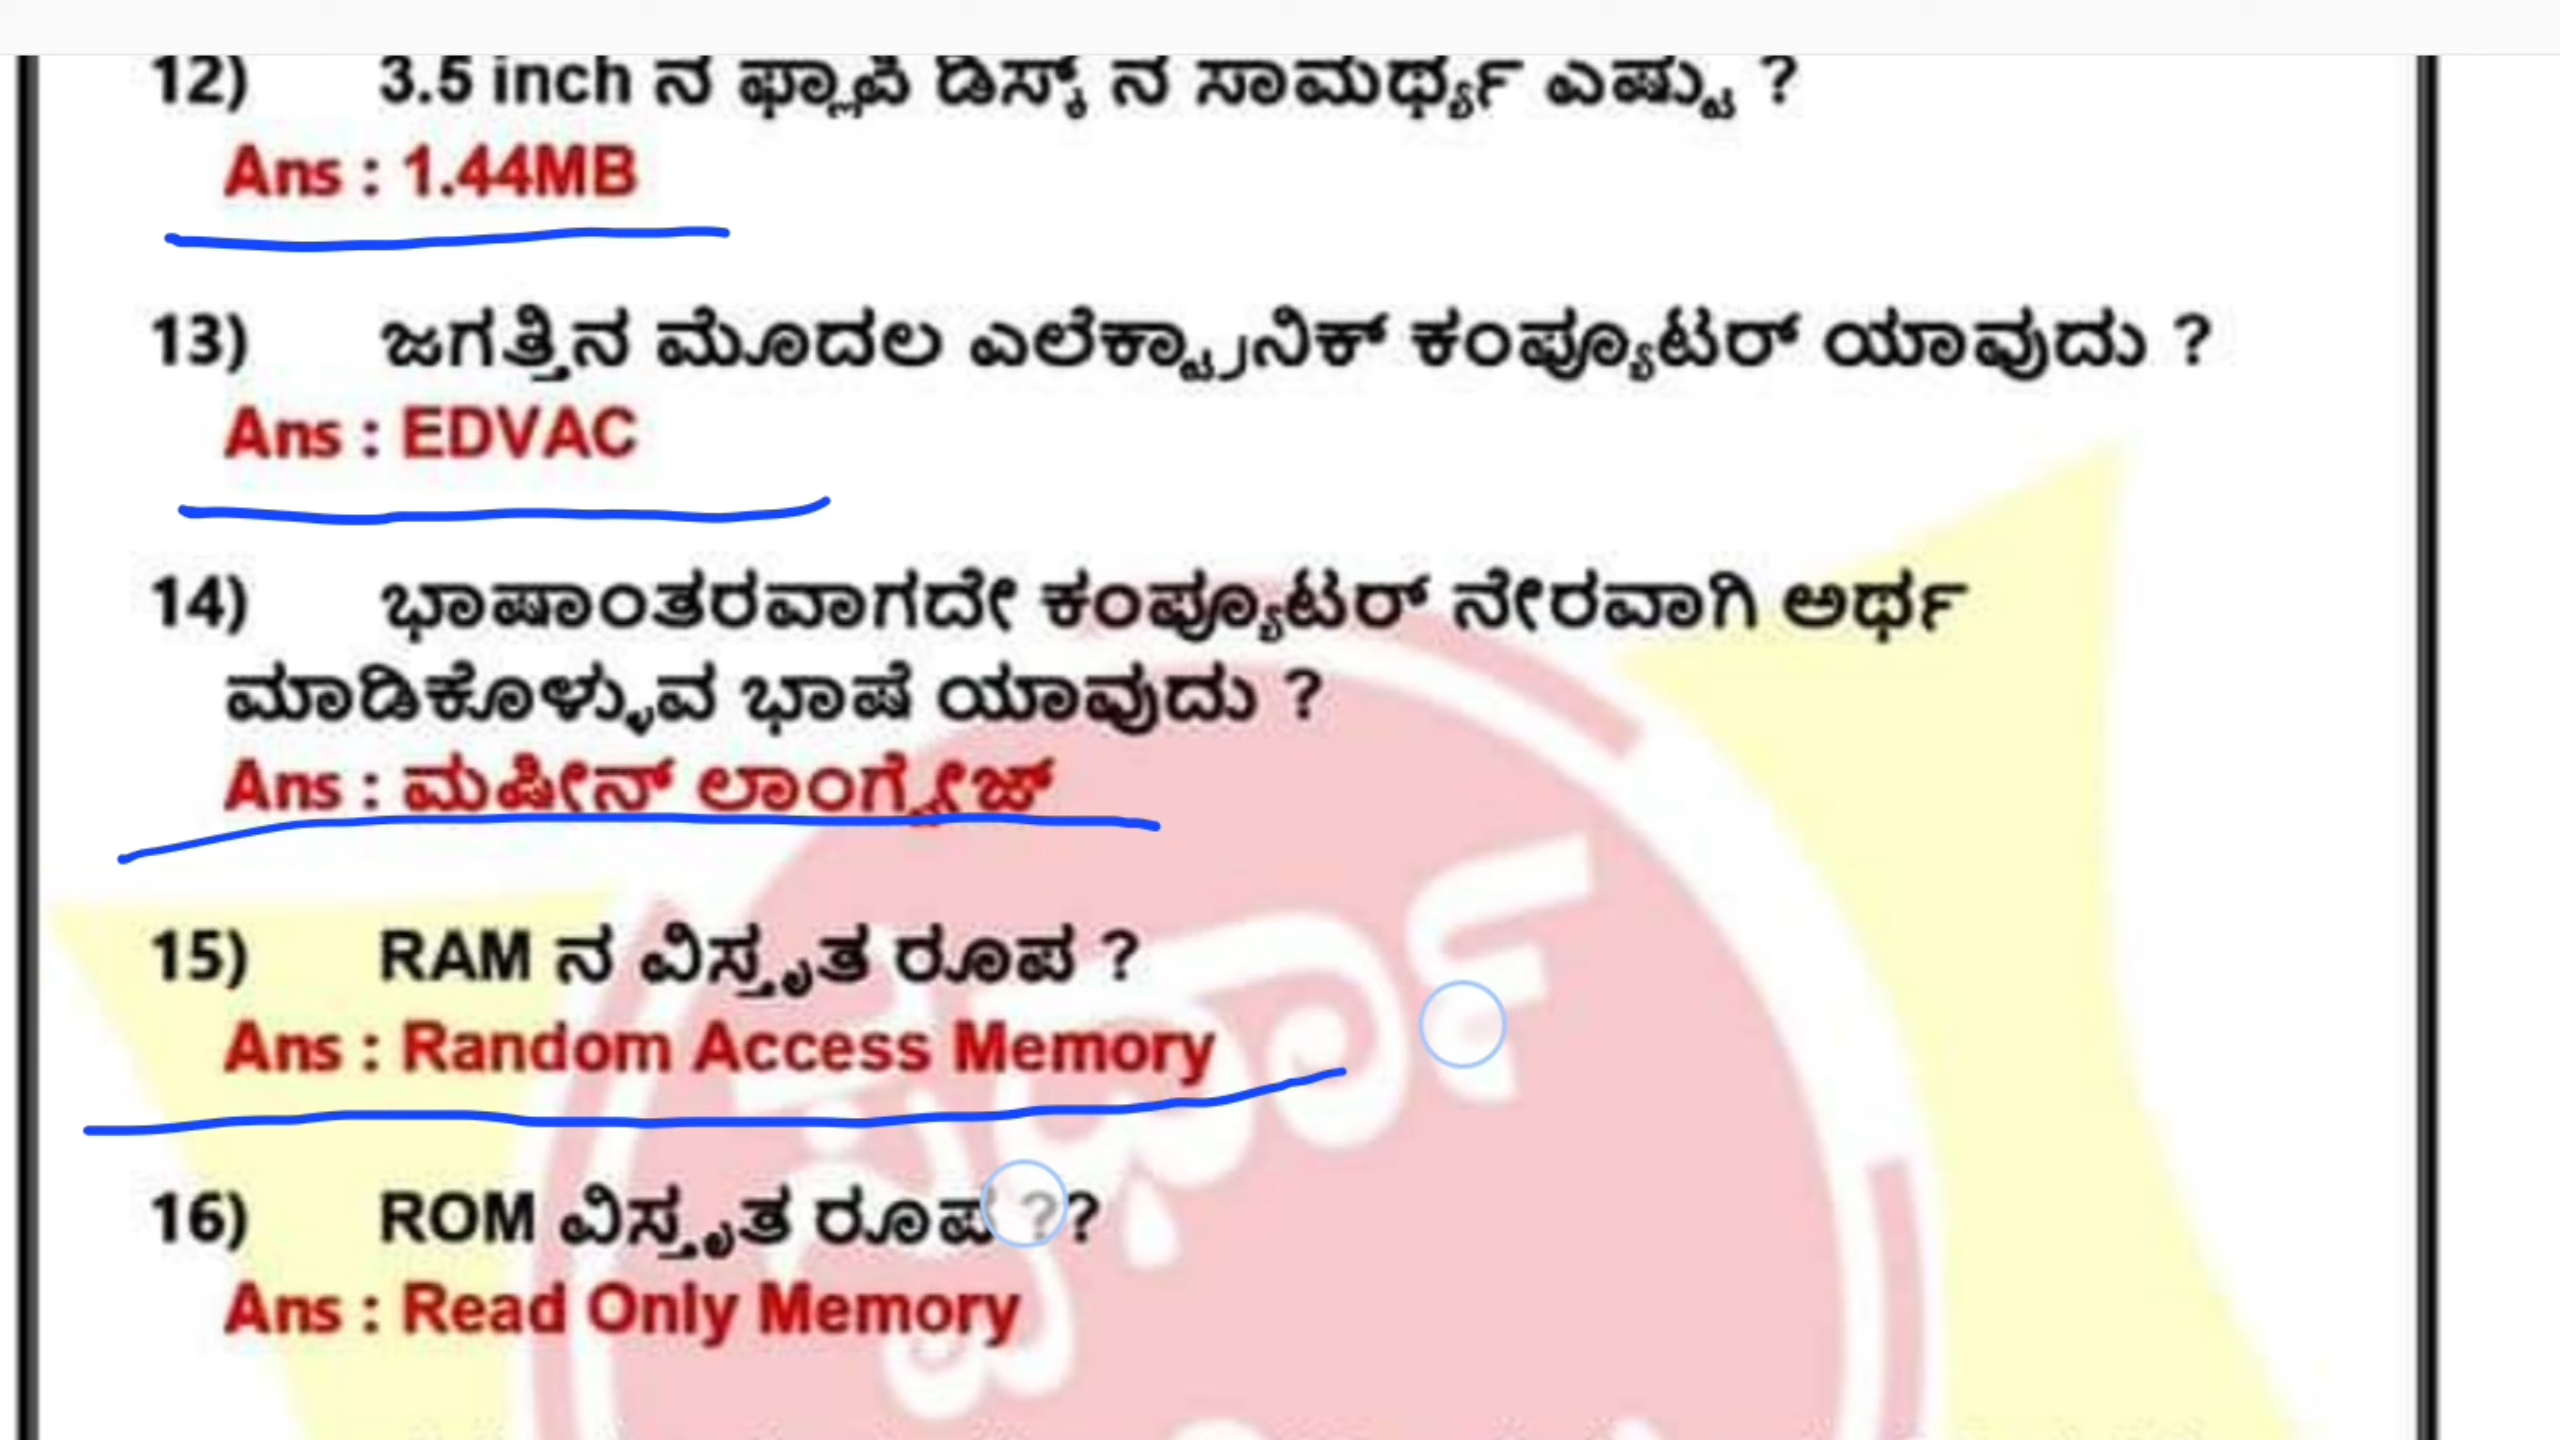 12) 3.5 inch ನ ಫ್ಲಾಪಿ ಡಿಸ್ಕ್ ನ ಸಾಮರ್ಥ್ಯ ಎಷ್ಟು ?
Ans : 1.44MB
13) ಜಗತ್ತಿನ ಮೊದಲ ಎಲೆಕ್ಟ್ರಾನಿಕ್ ಕಂಪ್ಯೂಟರ್ ಯಾವುದು ?
Ans : EDVAC
14) ಭಾಷಾಂತರವಾಗದೇ ಕಂಪ್ಯೂಟರ್ ನೇರವಾಗಿ ಅರ್ಥ
ಮಾಡಿಕೊಳ್ಳುವ ಭಾಷೆ ಯಾವುದು ?
Ans : ಮಷೀನ್ ಲಾಂಗ್ವೇಜ್
15) RAM ನ ವಿಸ್ತೃತ ರೂಪ ?
Ans : Random Access Memory
16) ROM ವಿಸ್ತೃತ ರೂಪ ??
Ans : Read Only Memory
ಸ್ಪರ್ಧಾ